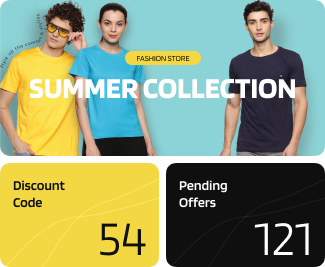 FASHION STORE
SUMMER COLLECTION
Discount
Code
54
Pending
Offers
121